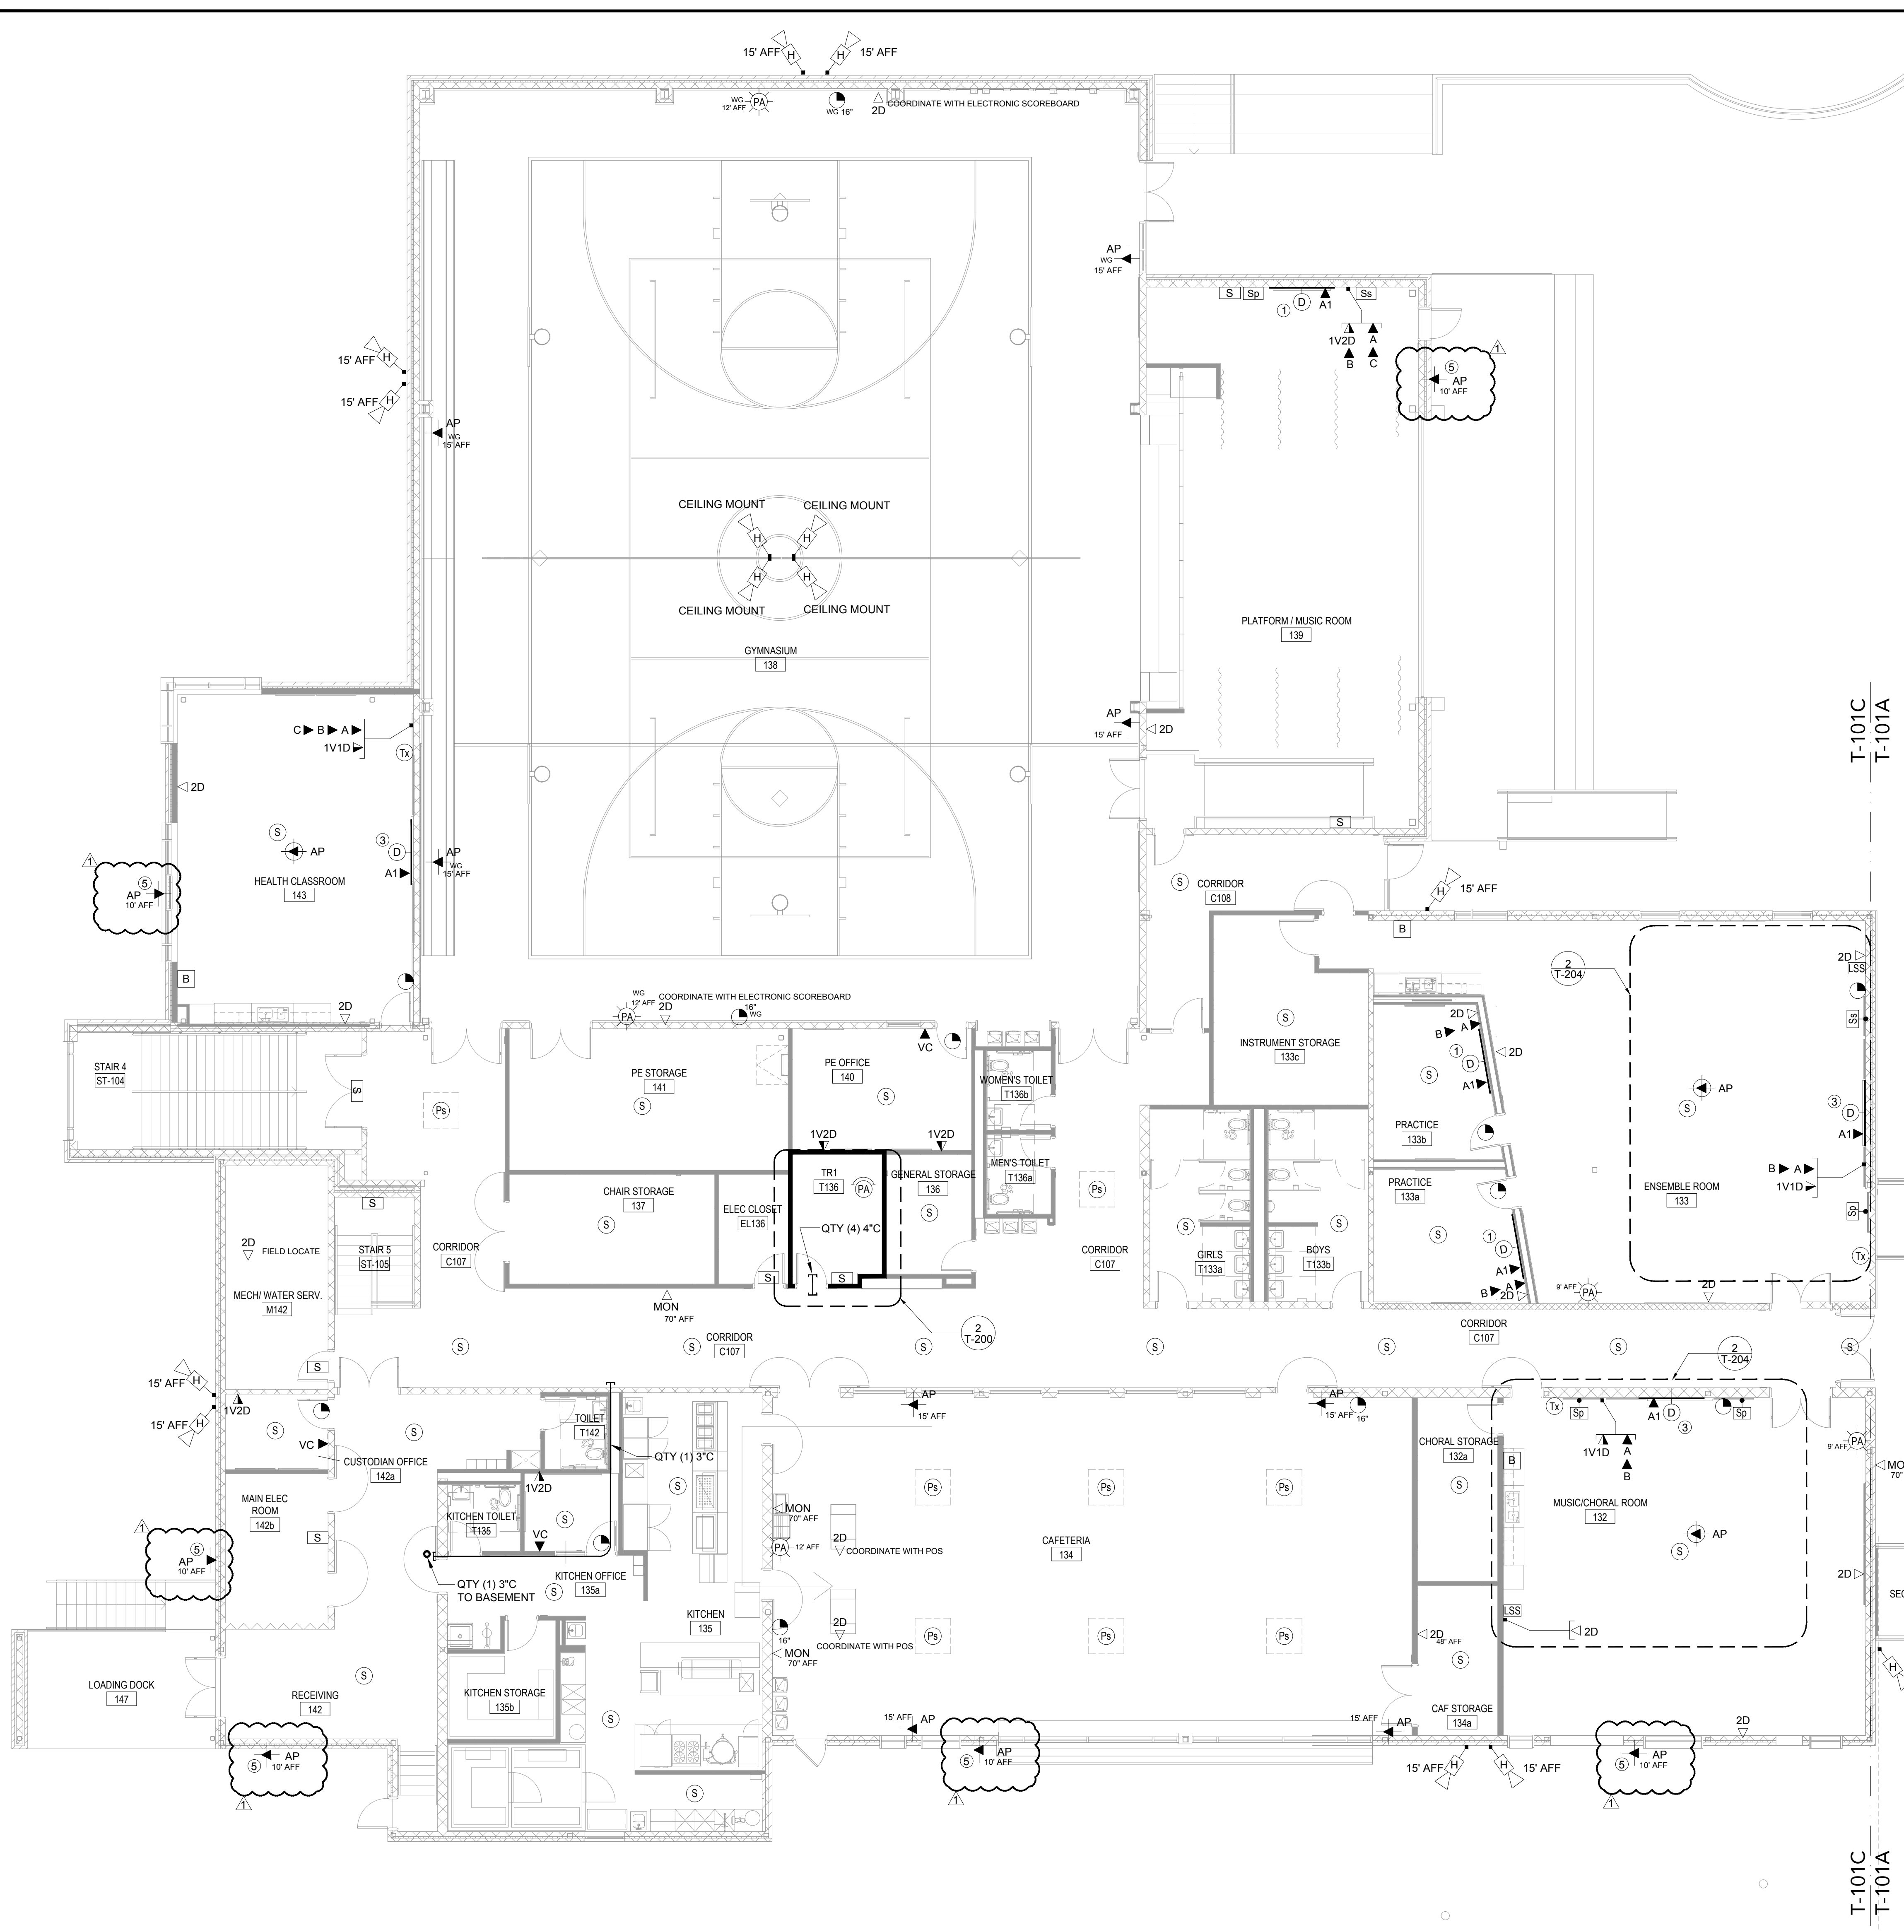 15' AFF H
H 15' AFF
WG
12' AFF
PA
WG 16"
2D
COORDINATE WITH ELECTRONIC SCOREBOARD
AP
WG
15' AFF
S Sp
1 D A1
Ss
1V2D A
B C
1
5
AP
10' AFF
15' AFF H
15' AFF H
AP
WG
15' AFF
CEILING MOUNT
CEILING MOUNT
H H
H H
CEILING MOUNT
CEILING MOUNT
PLATFORM / MUSIC ROOM
139
GYMNASIUM
138
T-101C
T-101A
C B A
1V1D
Tx
AP
15' AFF
2D
2D
S
AP
3
D
A1
AP
WG
15' AFF
S
1
5
AP
10' AFF
HEALTH CLASSROOM
143
S
CORRIDOR
C108
H 15' AFF
B
B
2D
LSS
2
T-204
2D
WG
12' AFF
PA
COORDINATE WITH ELECTRONIC SCOREBOARD
2D
16"
WG
VC
S
INSTRUMENT STORAGE
133c
2D
B A
1
D
A1
2D
S
Ss
STAIR 4
ST-104
S
PE STORAGE
141
S
PE OFFICE
140
S
WOMEN'S TOILET
T136b
Ps
PRACTICE
133b
AP
S
3
D
A1
1V2D
1V2D
TR1
T136
PA
GENERAL STORAGE
136
S
MEN'S TOILET
T136a
Ps
PRACTICE
133a
S
B A
1V1D
ENSEMBLE ROOM
133
Sp
Tx
CHAIR STORAGE
137
S
ELEC CLOSET
EL136
QTY (4) 4"C
S
STAIR 5
ST-105
2D
FIELD LOCATE
CORRIDOR
C107
CORRIDOR
C107
S
GIRLS
T133a
S
BOYS
T133b
1
D
A1
B A
2D
9' AFF
PA
2D
MECH/ WATER SERV.
M142
S
S
MON
70" AFF
2
T-200
CORRIDOR
C107
S
S
CORRIDOR
C107
S
S
S
S
S
2
T-204
15' AFF H
15' AFF H
S
1V2D
S
VC
S
CUSTODIAN OFFICE
142a
TOILET
T142
QTY (1) 3"C
1V2D
AP
15' AFF
AP
15' AFF
16"
CHORAL STORAGE
132a
S
Tx
Sp
A1
D
3
Sp
1V1D
A
B
9' AFF
PA
B
70"
MAIN ELEC
ROOM
142b
S
KITCHEN TOILET
T135
S
VC
S
MON
70" AFF
PA
12' AFF
2D
COORDINATE WITH POS
Ps
Ps
Ps
CAFETERIA
134
MUSIC/CHORAL ROOM
132
S
AP
1
5
AP
10' AFF
QTY (1) 3"C
TO BASEMENT
S
KITCHEN OFFICE
135a
2D
KITCHEN
135
16"
2D
COORDINATE WITH POS
MON
70" AFF
Ps
Ps
Ps
2D
48" AFF
S
LSS
2D
LOADING DOCK
147
RECEIVING
142
S
KITCHEN STORAGE
135b
S
CAF STORAGE
134a
H
15' AFF AP
15' AFF AP
2D
5
AP
10' AFF
1
5
AP
10' AFF
1
15' AFF H
H 15' AFF
5
AP
10' AFF
1
S
T-101C
T-101A